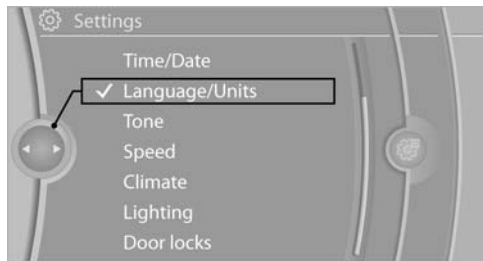 Settings
Time/Date
Language/Units
Tone
Speed
Climate
Lighting
Door locks